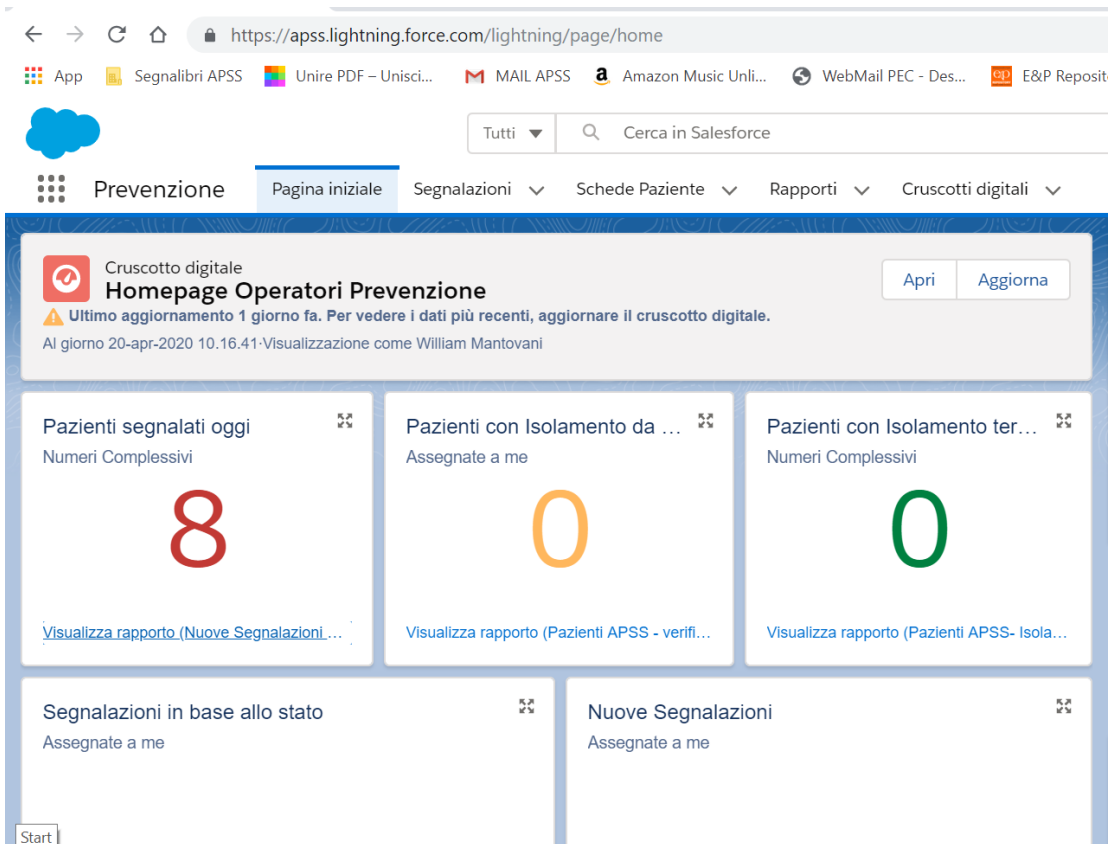 https://apss.lightning.force.com/lightning/page/home
App Segnalibri APSS Unire PDF – Unisci... MAIL APSS Amazon Music Unli... WebMail PEC - Des... ep E&P Reposit
Tutti Cerca in Salesforce
Prevenzione Pagina iniziale Segnalazioni Schede Paziente Rapporti Cruscotti digitali
Cruscotto digitale
Homepage Operatori Prevenzione
Apri Aggiorna
Ultimo aggiornamento 1 giorno fa. Per vedere i dati più recenti, aggiornare il cruscotto digitale.
Al giorno 20-apr-2020 10.16.41·Visualizzazione come William Mantovani
Pazienti segnalati oggi
Numeri Complessivi
8
Visualizza rapporto (Nuove Segnalazioni ...
Pazienti con Isolamento da ...
Assegnate a me
0
Visualizza rapporto (Pazienti APSS - verifi...
Pazienti con Isolamento ter...
Numeri Complessivi
0
Visualizza rapporto (Pazienti APSS- Isola...
Segnalazioni in base allo stato
Assegnate a me
Nuove Segnalazioni
Assegnate a me
Start